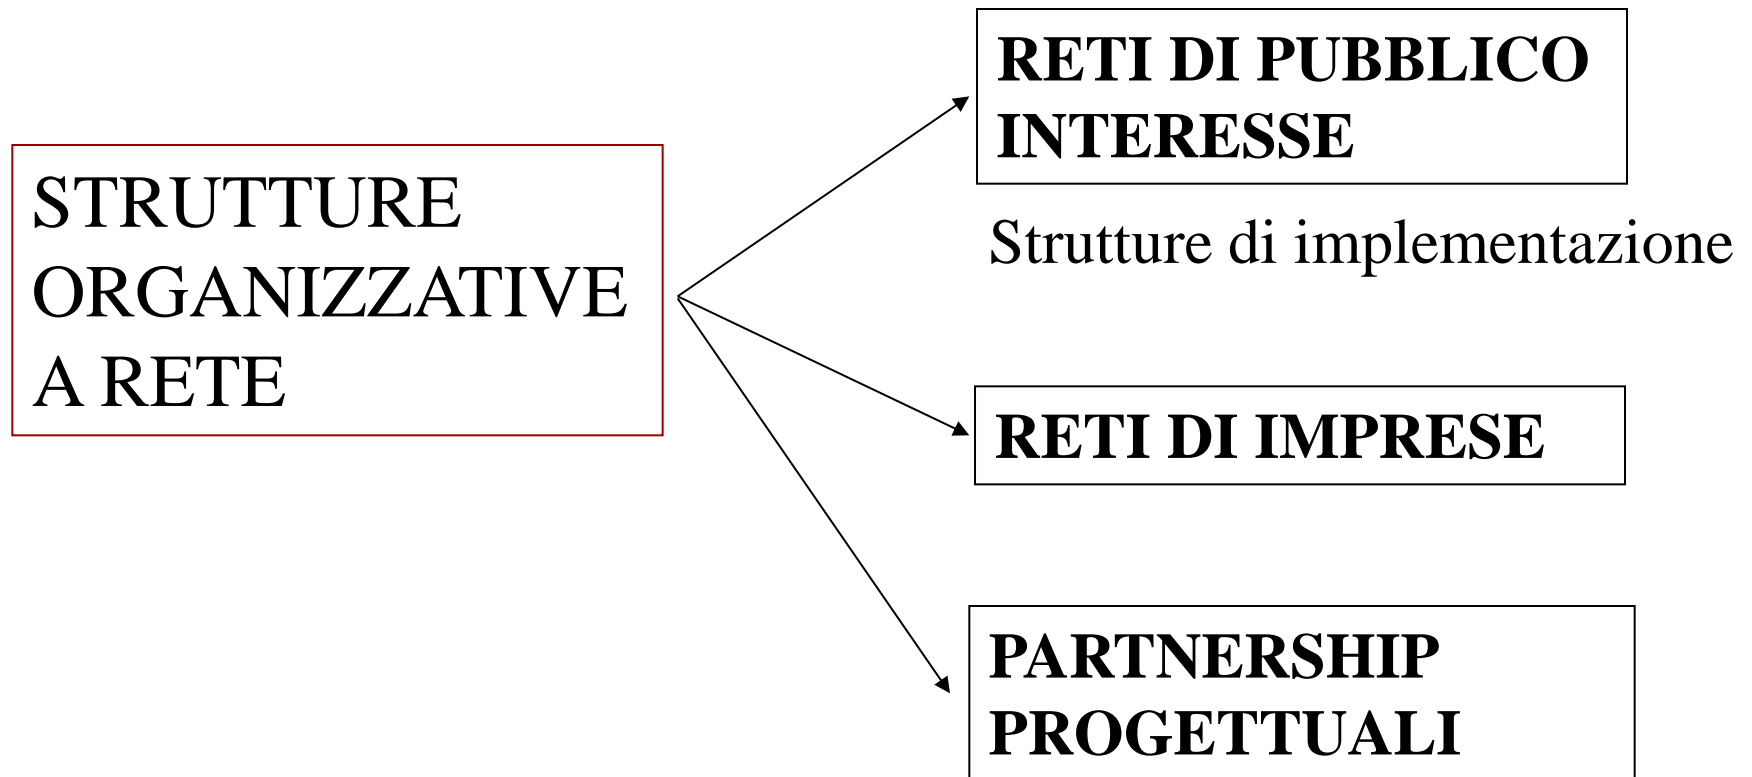 STRUTTURE
ORGANIZZATIVE
A RETE
RETI DI PUBBLICO
INTERESSE
Strutture di implementazione
RETI DI IMPRESE
PARTNERSHIP
PROGETTUALI